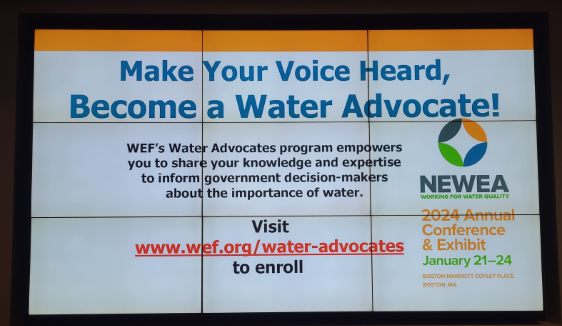 Make Your Voice Heard,
Become a Water Advocate!
WEF's Water Advocates program empowers
you to share your knowledge and expertise
to inform government decision-makers
about the importance of water.
Visit
www.wef.org/water-advocates
to enroll
NEWEA
WORKING FOR WATER QUALITY
2024 Annual
Conference
& Exhibit
January 21–24
BOSTON MARRIOTT COPLEY PLACE
BOSTON, MA